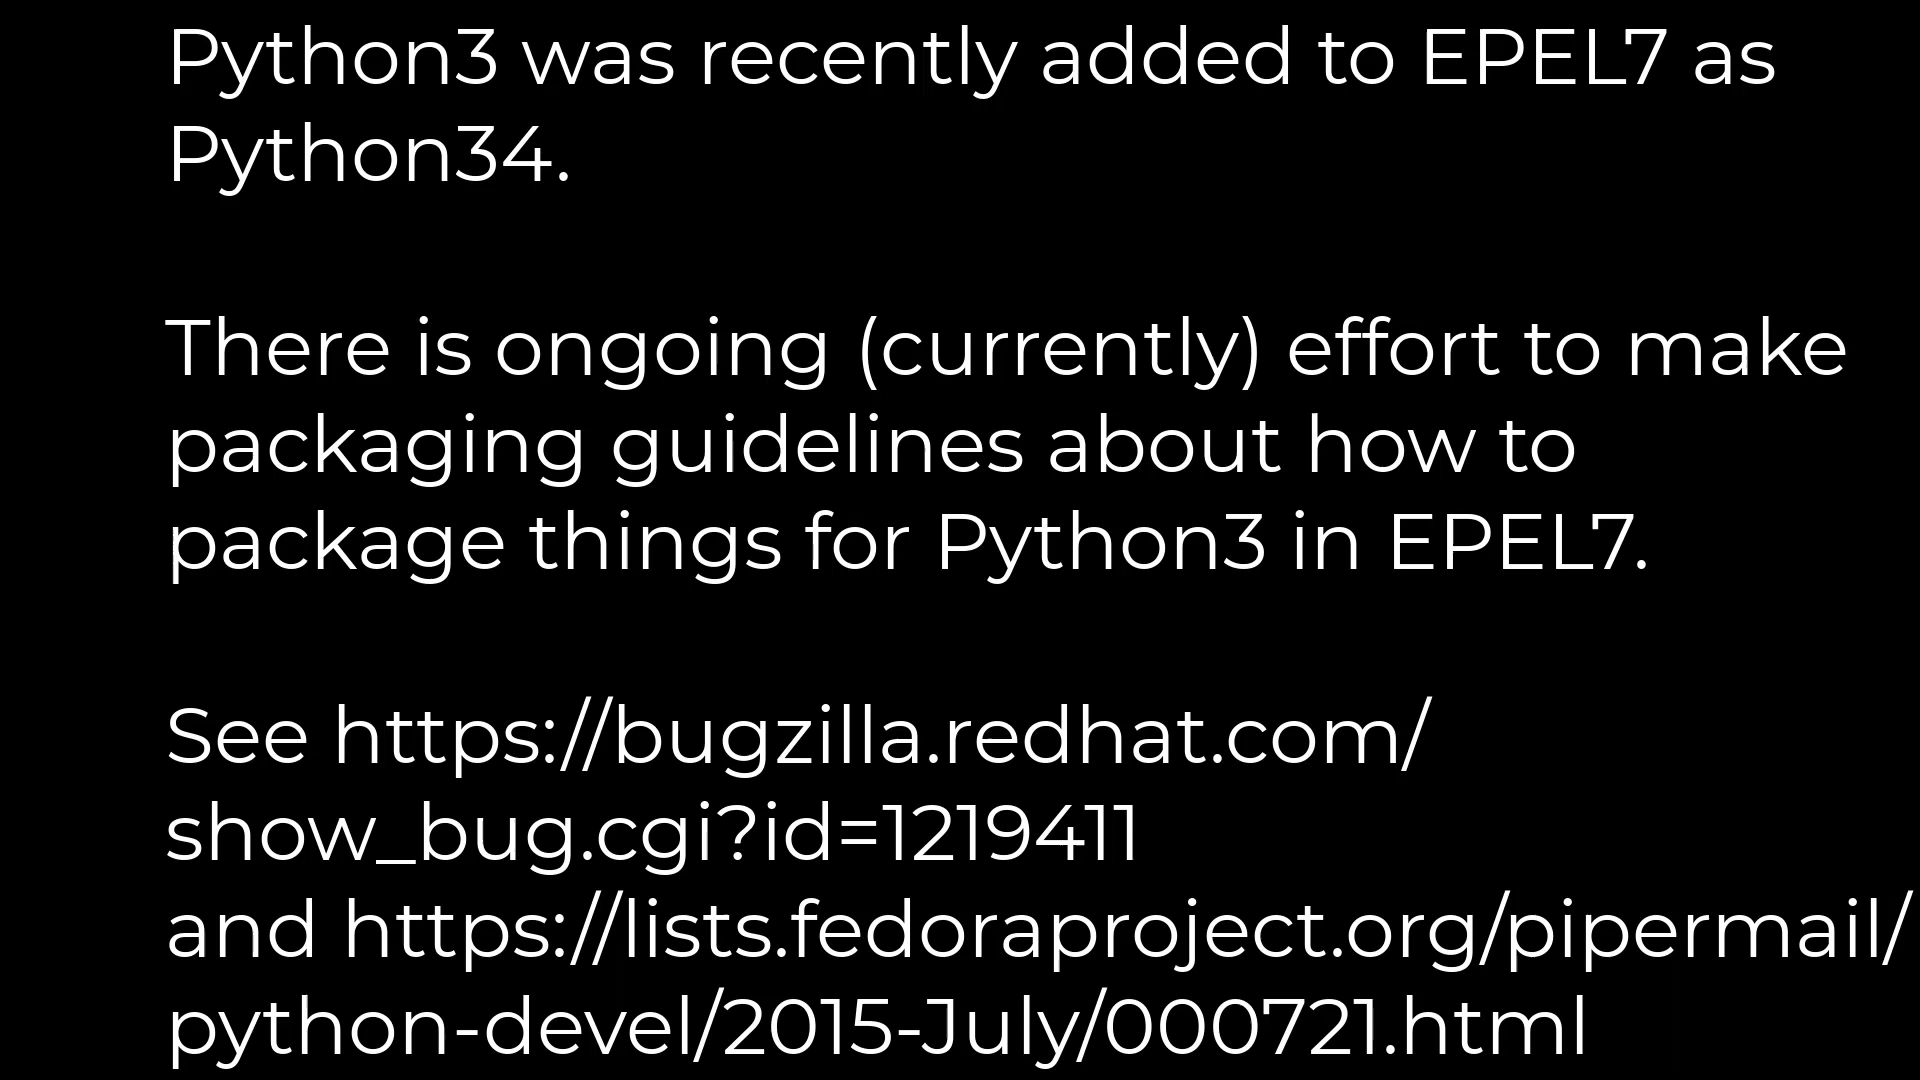 Python3 was recently added to EPEL7 as
Python34.
There is ongoing (currently) effort to make
packaging guidelines about how to
package things for Python3 in EPEL7.
See https://bugzilla.redhat.com/
show_bug.cgi?id=1219411
and https://lists.fedoraproject.org/pipermail/
python-devel/2015-July/000721.html